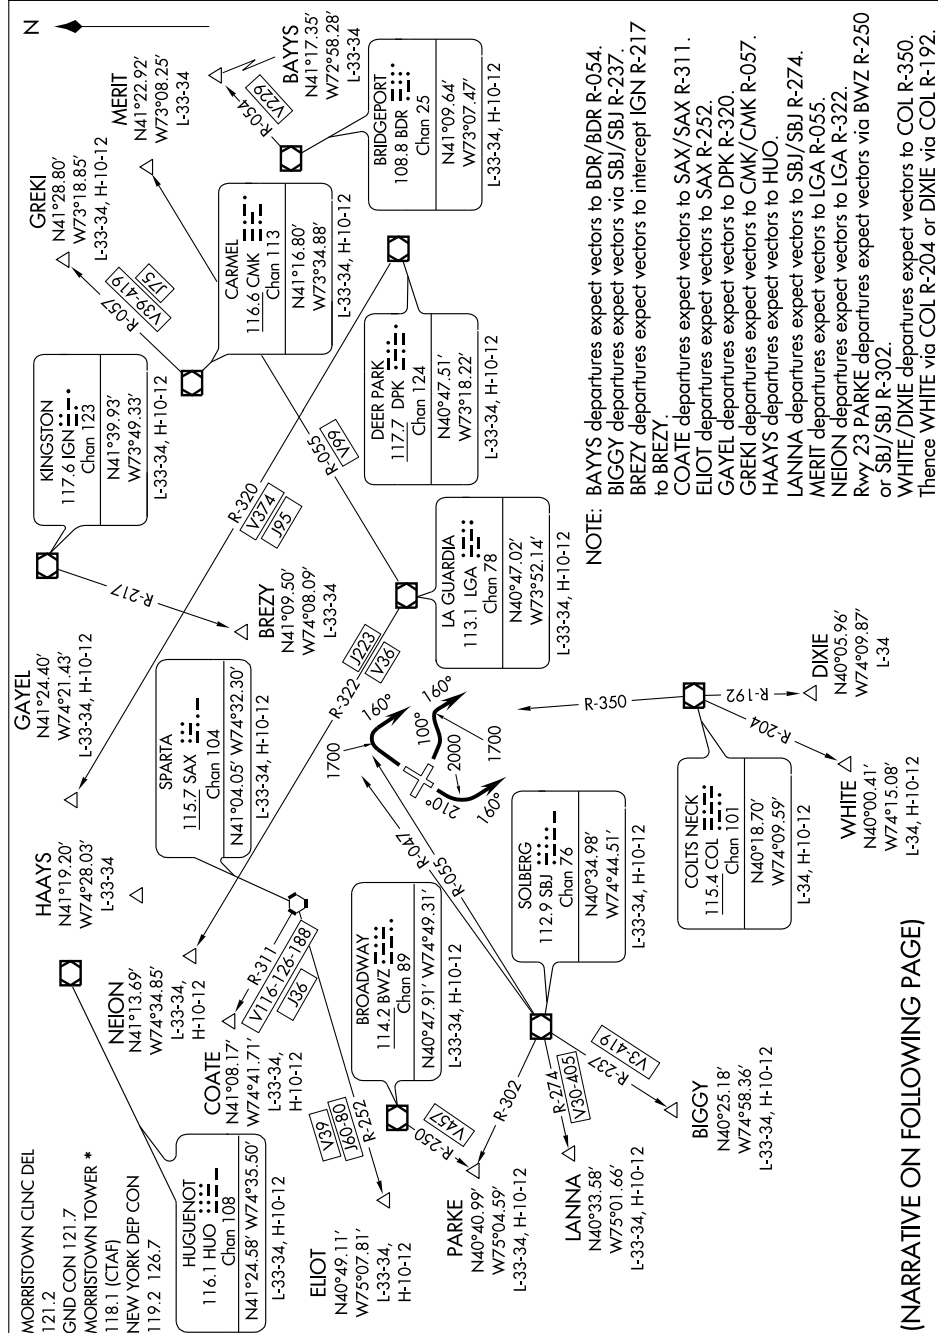 MORRISTOWN CLNC DEL
121.2
GND CON 121.7
MORRISTOWN TOWER *
118.1 (CTAF)
NEW YORK DEP CON
119.2 126.7
HUGUENOT
116.1 HUO
Chan 108
N41°24.58' W74°35.50'
L-33-34, H-10-12
HAAYS
N41°19.20'
W74°28.03'
L-33-34
GAYEL
N41°24.40'
W74°21.43'
L-33-34, H-10-12
KINGSTON
117.6 IGN
Chan 123
N41°39.93'
W73°49.33'
L-33-34, H-10-12
R-217
BREZY
N41°09.50'
W74°08.09'
L-33-34
GREKI
N41°28.80'
W73°18.85'
L-33-34, H-10-12
R-057
V39-419
J75
MERIT
N41°22.92'
W73°08.25'
L-33-34
N
BAYYS
N41°17.35'
W72°58.28'
L-33-34
R-054
V229
BRIDGEPORT
108.8 BDR
Chan 25
N41°09.64'
W73°07.47'
L-33-34, H-10-12
CARMEL
116.6 CMK
Chan 113
N41°16.80'
W73°34.88'
L-33-34, H-10-12
DEER PARK
117.7 DPK
Chan 124
N40°47.51'
W73°18.22'
L-33-34, H-10-12
R-320
V374
J95
R-055
V99
LA GUARDIA
113.1 LGA
Chan 78
N40°47.02'
W73°52.14'
L-33-34, H-10-12
R-322
J223
V36
SPARTA
115.7 SAX
Chan 104
N41°04.05' W74°32.30'
L-33-34, H-10-12
NEION
N41°13.69'
W74°34.85'
L-33-34,
H-10-12
COATE
N41°08.17'
W74°41.71'
L-33-34,
H-10-12
R-311
V116-126-188
J36
V39
J60-80
R-252
ELIOT
N40°49.11'
W75°07.81'
L-33-34,
H-10-12
BROADWAY
114.2 BWZ
Chan 89
N40°47.91' W74°49.31'
L-33-34, H-10-12
R-250
V457
PARKE
N40°40.99'
W75°04.59'
L-33-34, H-10-12
R-302
R-047
R-055
1700
160°
100°
160°
2000
1700
210°
160°
SOLBERG
112.9 SBJ
Chan 76
N40°34.98'
W74°44.51'
L-33-34, H-10-12
R-274
V30-405
LANNA
N40°33.58'
W75°01.66'
L-33-34, H-10-12
R-237
V3-419
BIGGY
N40°25.18'
W74°58.36'
L-33-34, H-10-12
R-350
COLTS NECK
115.4 COL
Chan 101
N40°18.70'
W74°09.59'
L-34, H-10-12
R-204
R-192
WHITE
N40°00.41'
W74°15.08'
L-34, H-10-12
DIXIE
N40°05.96'
W74°09.87'
L-34
NOTE: BAYYS departures expect vectors to BDR/BDR R-054.
BIGGY departures expect vectors via SBJ/SBJ R-237.
BREZY departures expect vectors to intercept IGN R-217
to BREZY.
COATE departures expect vectors to SAX/SAX R-311.
ELIOT departures expect vectors to SAX R-252.
GAYEL departures expect vectors to DPK R-320.
GREKI departures expect vectors to CMK/CMK R-057.
HAAYS departures expect vectors to HUO.
LANNA departures expect vectors to SBJ/SBJ R-274.
MERIT departures expect vectors to LGA R-055.
NEION departures expect vectors to LGA R-322.
Rwy 23 PARKE departures expect vectors via BWZ R-250
or SBJ/SBJ R-302.
WHITE/DIXIE departures expect vectors to COL R-350.
Thence WHITE via COL R-204 or DIXIE via COL R-192.
(NARRATIVE ON FOLLOWING PAGE)